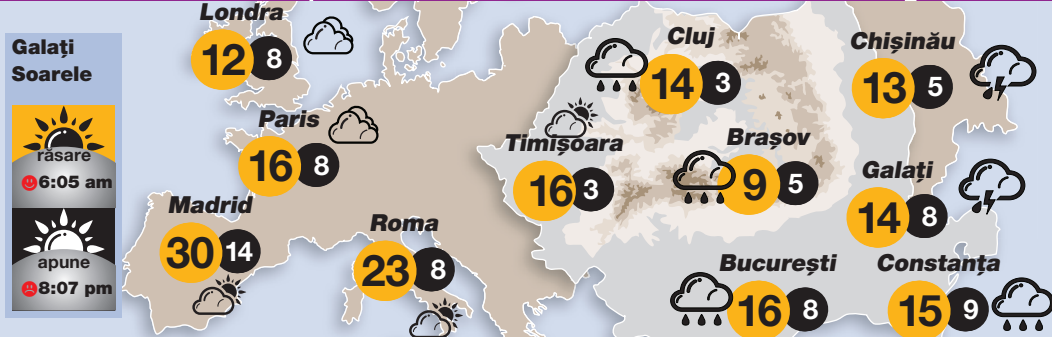 Galați
Soarele
răsare
6:05 am
apune
8:07 pm
Londra
12 8
Paris
16 8
Madrid
30 14
Roma
23 8
Cluj
14 3
Timișoara
16 3
Brașov
9 5
București
16 8
Chișinău
13 5
Galați
14 8
Constanța
15 9